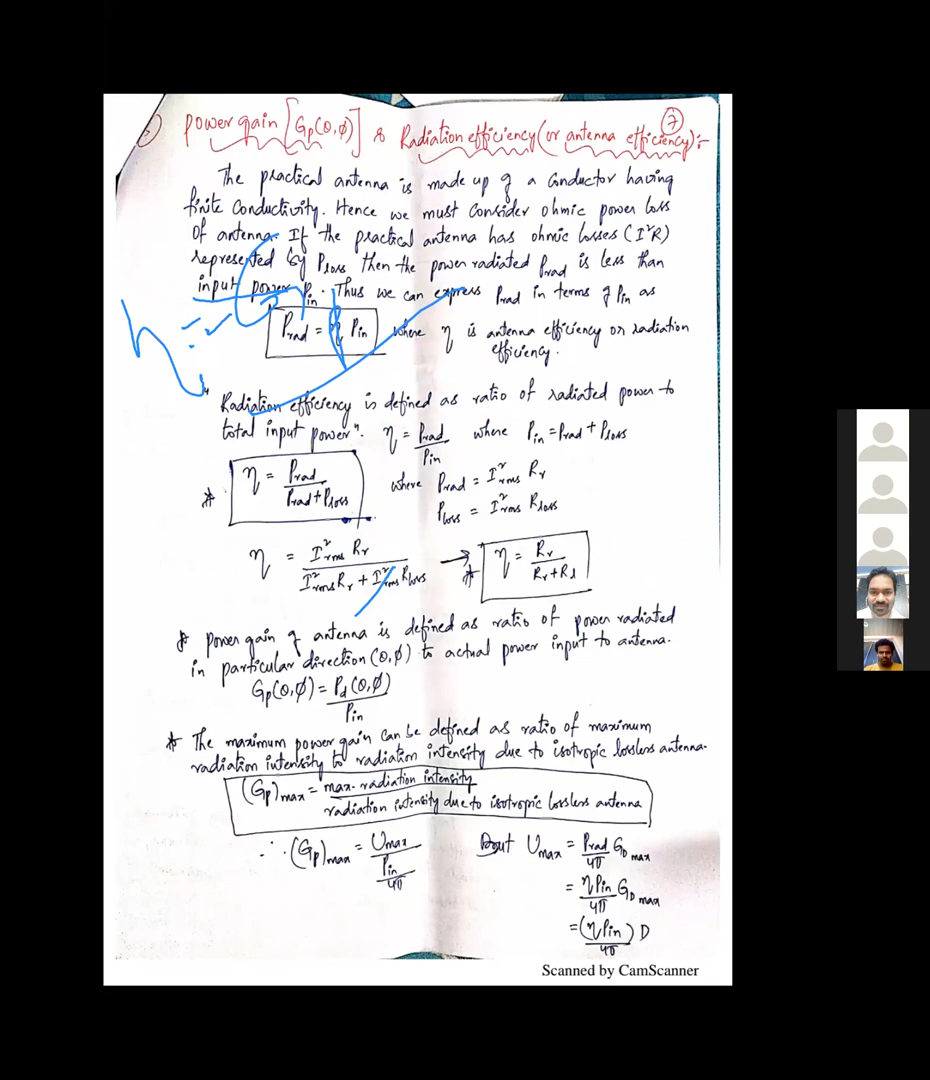 Power gain [Gp(θ,ϕ)] & Radiation efficiency (or antenna efficiency):-
7
The practical antenna is made up of a conductor having
finite conductivity. Hence we must consider ohmic power loss
of antenna. If the practical antenna has ohmic losses (I²R)
represented by Ploss then the power radiated Prad is less than
input power Pin. Thus we can express Prad in terms of Pin as
Prad = η Pin where η is antenna efficiency or radiation
efficiency.
" Radiation efficiency is defined as ratio of radiated power to
total input power". η = Prad/Pin where Pin = Prad + Ploss
* η = Prad/(Prad + Ploss) where Prad = I²rms Rr
Ploss = I²rms Rloss
η = I²rms Rr/(I²rms Rr + I²rms Rloss) → * η = Rr/(Rr + Rl)
* power gain of antenna is defined as ratio of power radiated
in particular direction (θ,ϕ) to actual power input to antenna.
Gp(θ,ϕ) = Pd(θ,ϕ)/Pin
* The maximum power gain can be defined as ratio of maximum
radiation intensity to radiation intensity due to isotropic lossless antenna.
(Gp)max = max. radiation intensity/radiation intensity due to isotropic lossless antenna
∴ (Gp)max = Umax/(Pin/4π) But Umax = Prad/4π GD max
= ηPin/4π GD max
= (ηPin)/4π D
Scanned by CamScanner